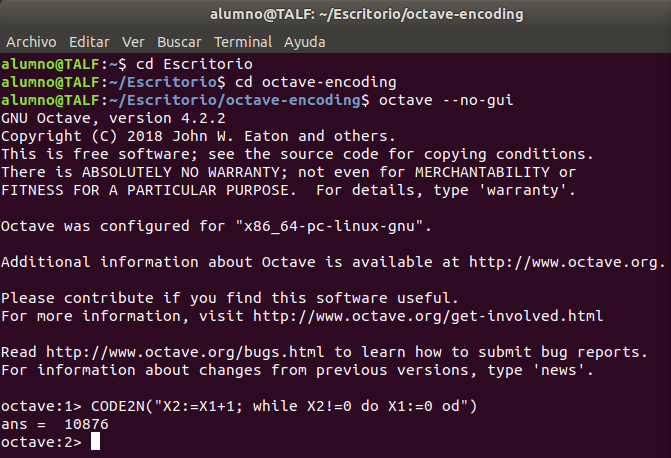 alumno@TALF: ~/Escritorio/octave-encoding
Archivo Editar Ver Buscar Terminal Ayuda
alumno@TALF:~$ cd Escritorio
alumno@TALF:~/Escritorio$ cd octave-encoding
alumno@TALF:~/Escritorio/octave-encoding$ octave --no-gui
GNU Octave, version 4.2.2
Copyright (C) 2018 John W. Eaton and others.
This is free software; see the source code for copying conditions.
There is ABSOLUTELY NO WARRANTY; not even for MERCHANTABILITY or
FITNESS FOR A PARTICULAR PURPOSE.  For details, type 'warranty'.
Octave was configured for "x86_64-pc-linux-gnu".
Additional information about Octave is available at http://www.octave.org.
Please contribute if you find this software useful.
For more information, visit http://www.octave.org/get-involved.html
Read http://www.octave.org/bugs.html to learn how to submit bug reports.
For information about changes from previous versions, type 'news'.
octave:1> CODE2N("X2:=X1+1; while X2!=0 do X1:=0 od")
ans =  10876
octave:2>